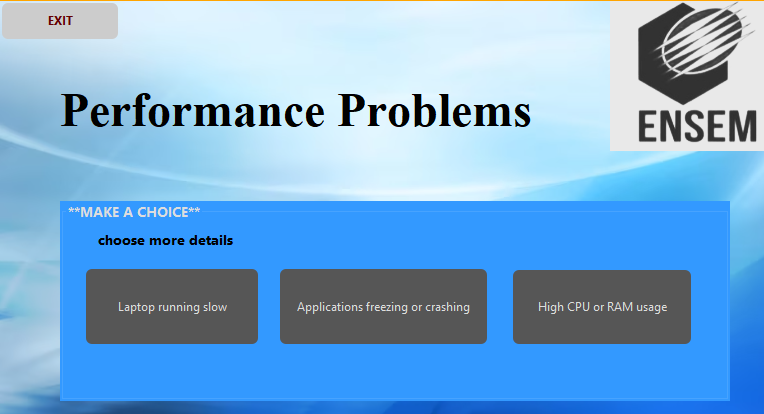 EXIT
ENSEM
Performance Problems
**MAKE A CHOICE**
choose more details
Laptop running slow
Applications freezing or crashing
High CPU or RAM usage